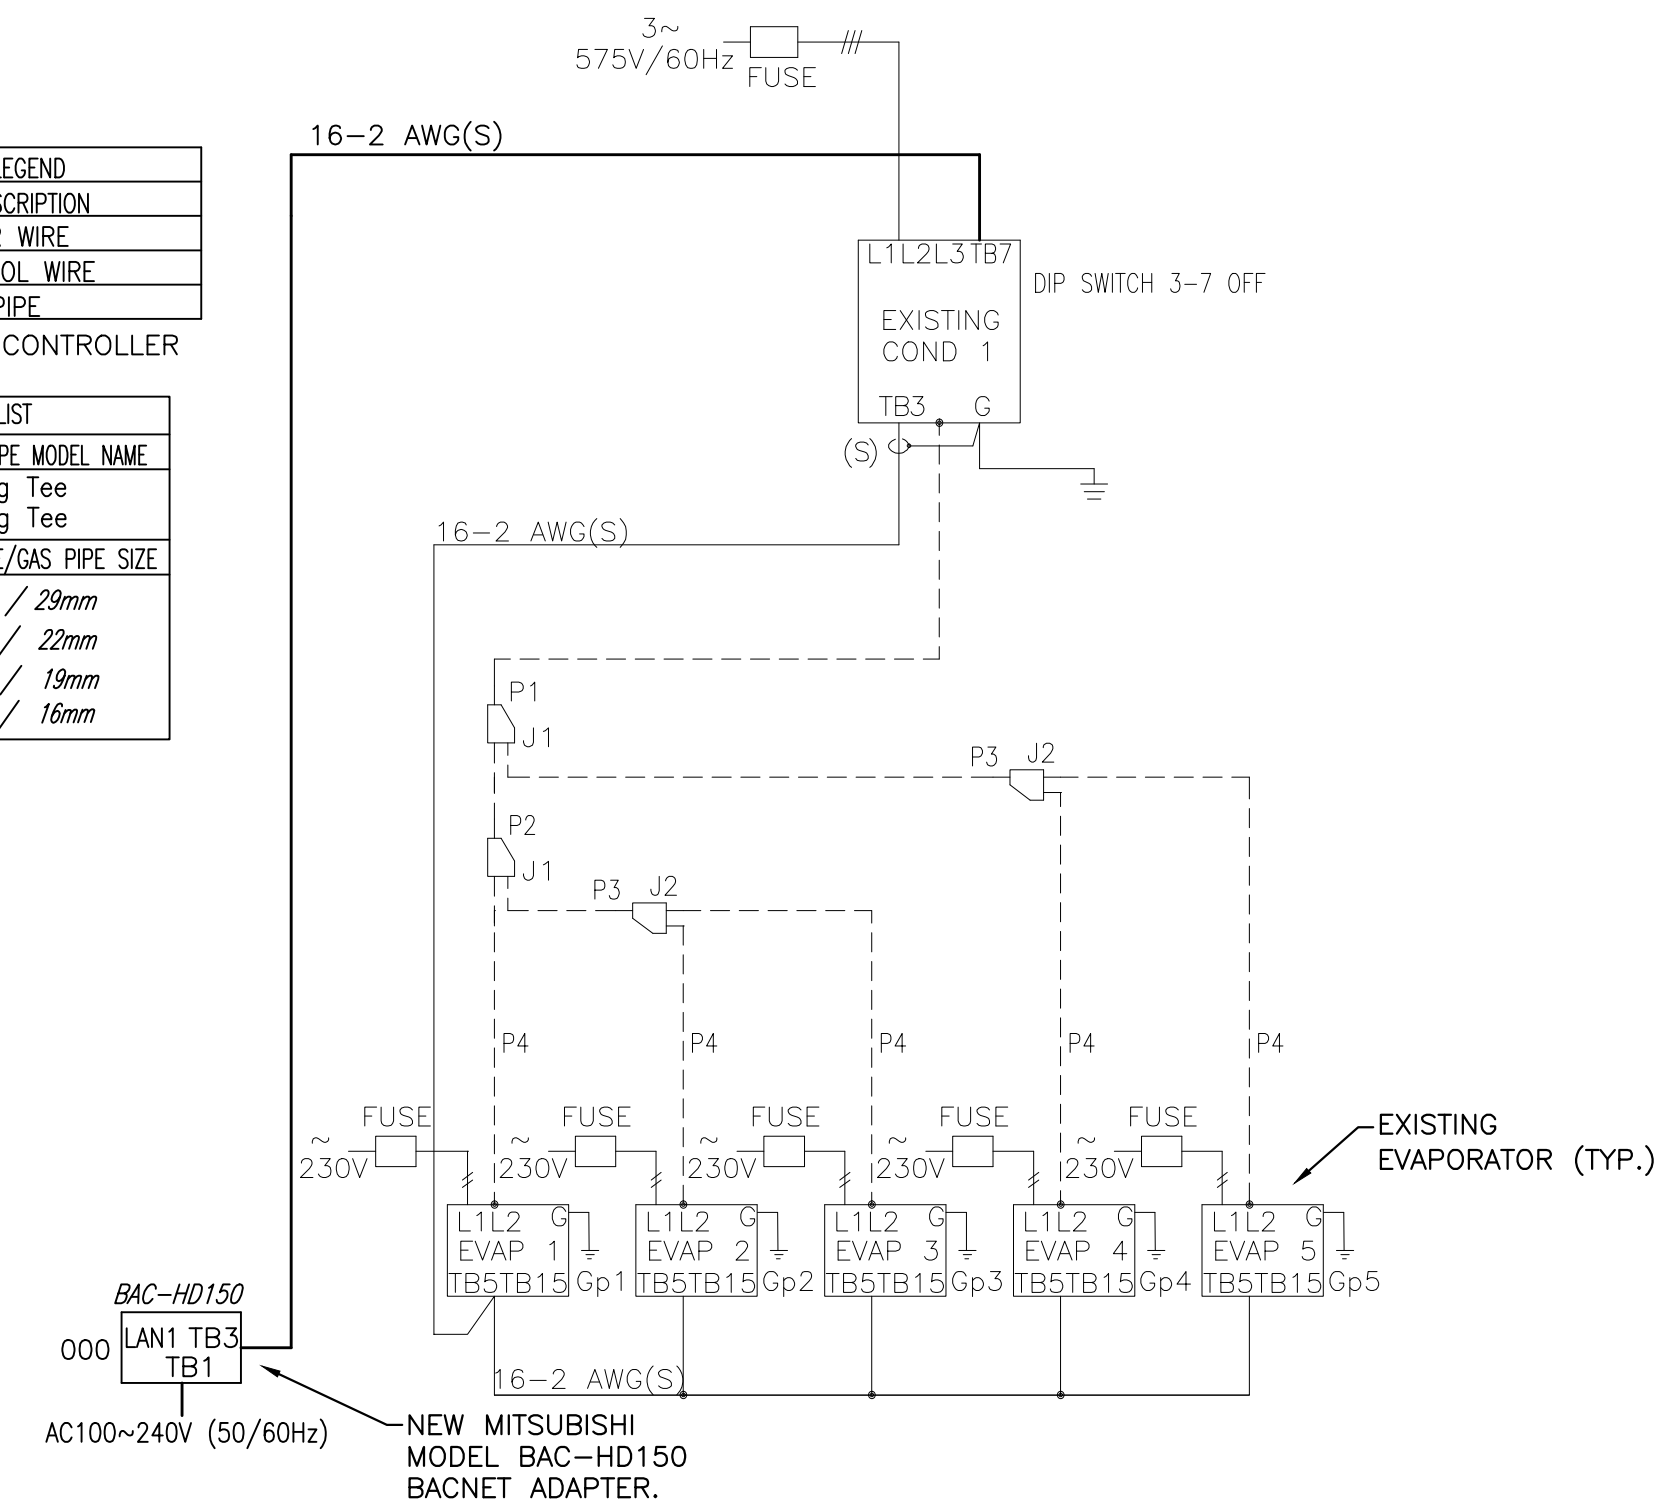 3~
575V/60Hz
FUSE
16-2 AWG(S)
LEGEND
WIRE
WIRE
PIPE
CONTROLLER
LIST
MODEL NAME
Tee
Tee
/GAS PIPE SIZE
/ 29mm
/ 22mm
/ 19mm
/ 16mm
L1L2L3 TB7
DIP SWITCH 3-7 OFF
EXISTING
COND 1
TB3 G
(S)
16-2 AWG(S)
P1
J1
P3 J2
P2
J1
P3 J2
P4 P4 P4 P4 P4
FUSE FUSE FUSE FUSE FUSE
~ ~ ~ ~ ~
230V 230V 230V 230V 230V
EXISTING
EVAPORATOR (TYP.)
L1L2 G L1L2 G L1L2 G L1L2 G L1L2 G
EVAP 1 EVAP 2 EVAP 3 EVAP 4 EVAP 5
TB5TB15 Gp1 TB5TB15 Gp2 TB5TB15 Gp3 TB5TB15 Gp4 TB5TB15 Gp5
BAC-HD150
000 LAN1 TB3
TB1
16-2 AWG(S)
AC100~240V (50/60Hz)
NEW MITSUBISHI
MODEL BAC-HD150
BACNET ADAPTER.